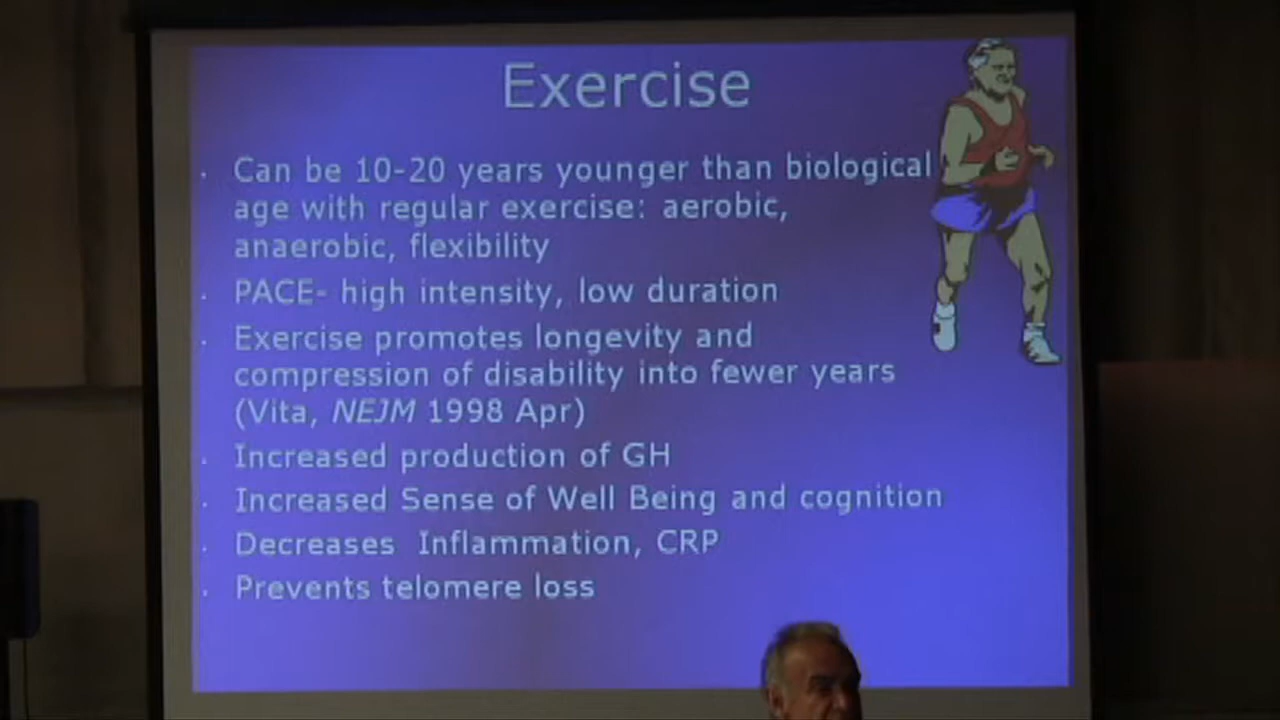 Exercise
Can be 10-20 years younger than biological
age with regular exercise: aerobic,
anaerobic, flexibility
PACE- high intensity, low duration
Exercise promotes longevity and
compression of disability into fewer years
(Vita, NEJM 1998 Apr)
Increased production of GH
Increased Sense of Well Being and cognition
Decreases  Inflammation, CRP
Prevents telomere loss